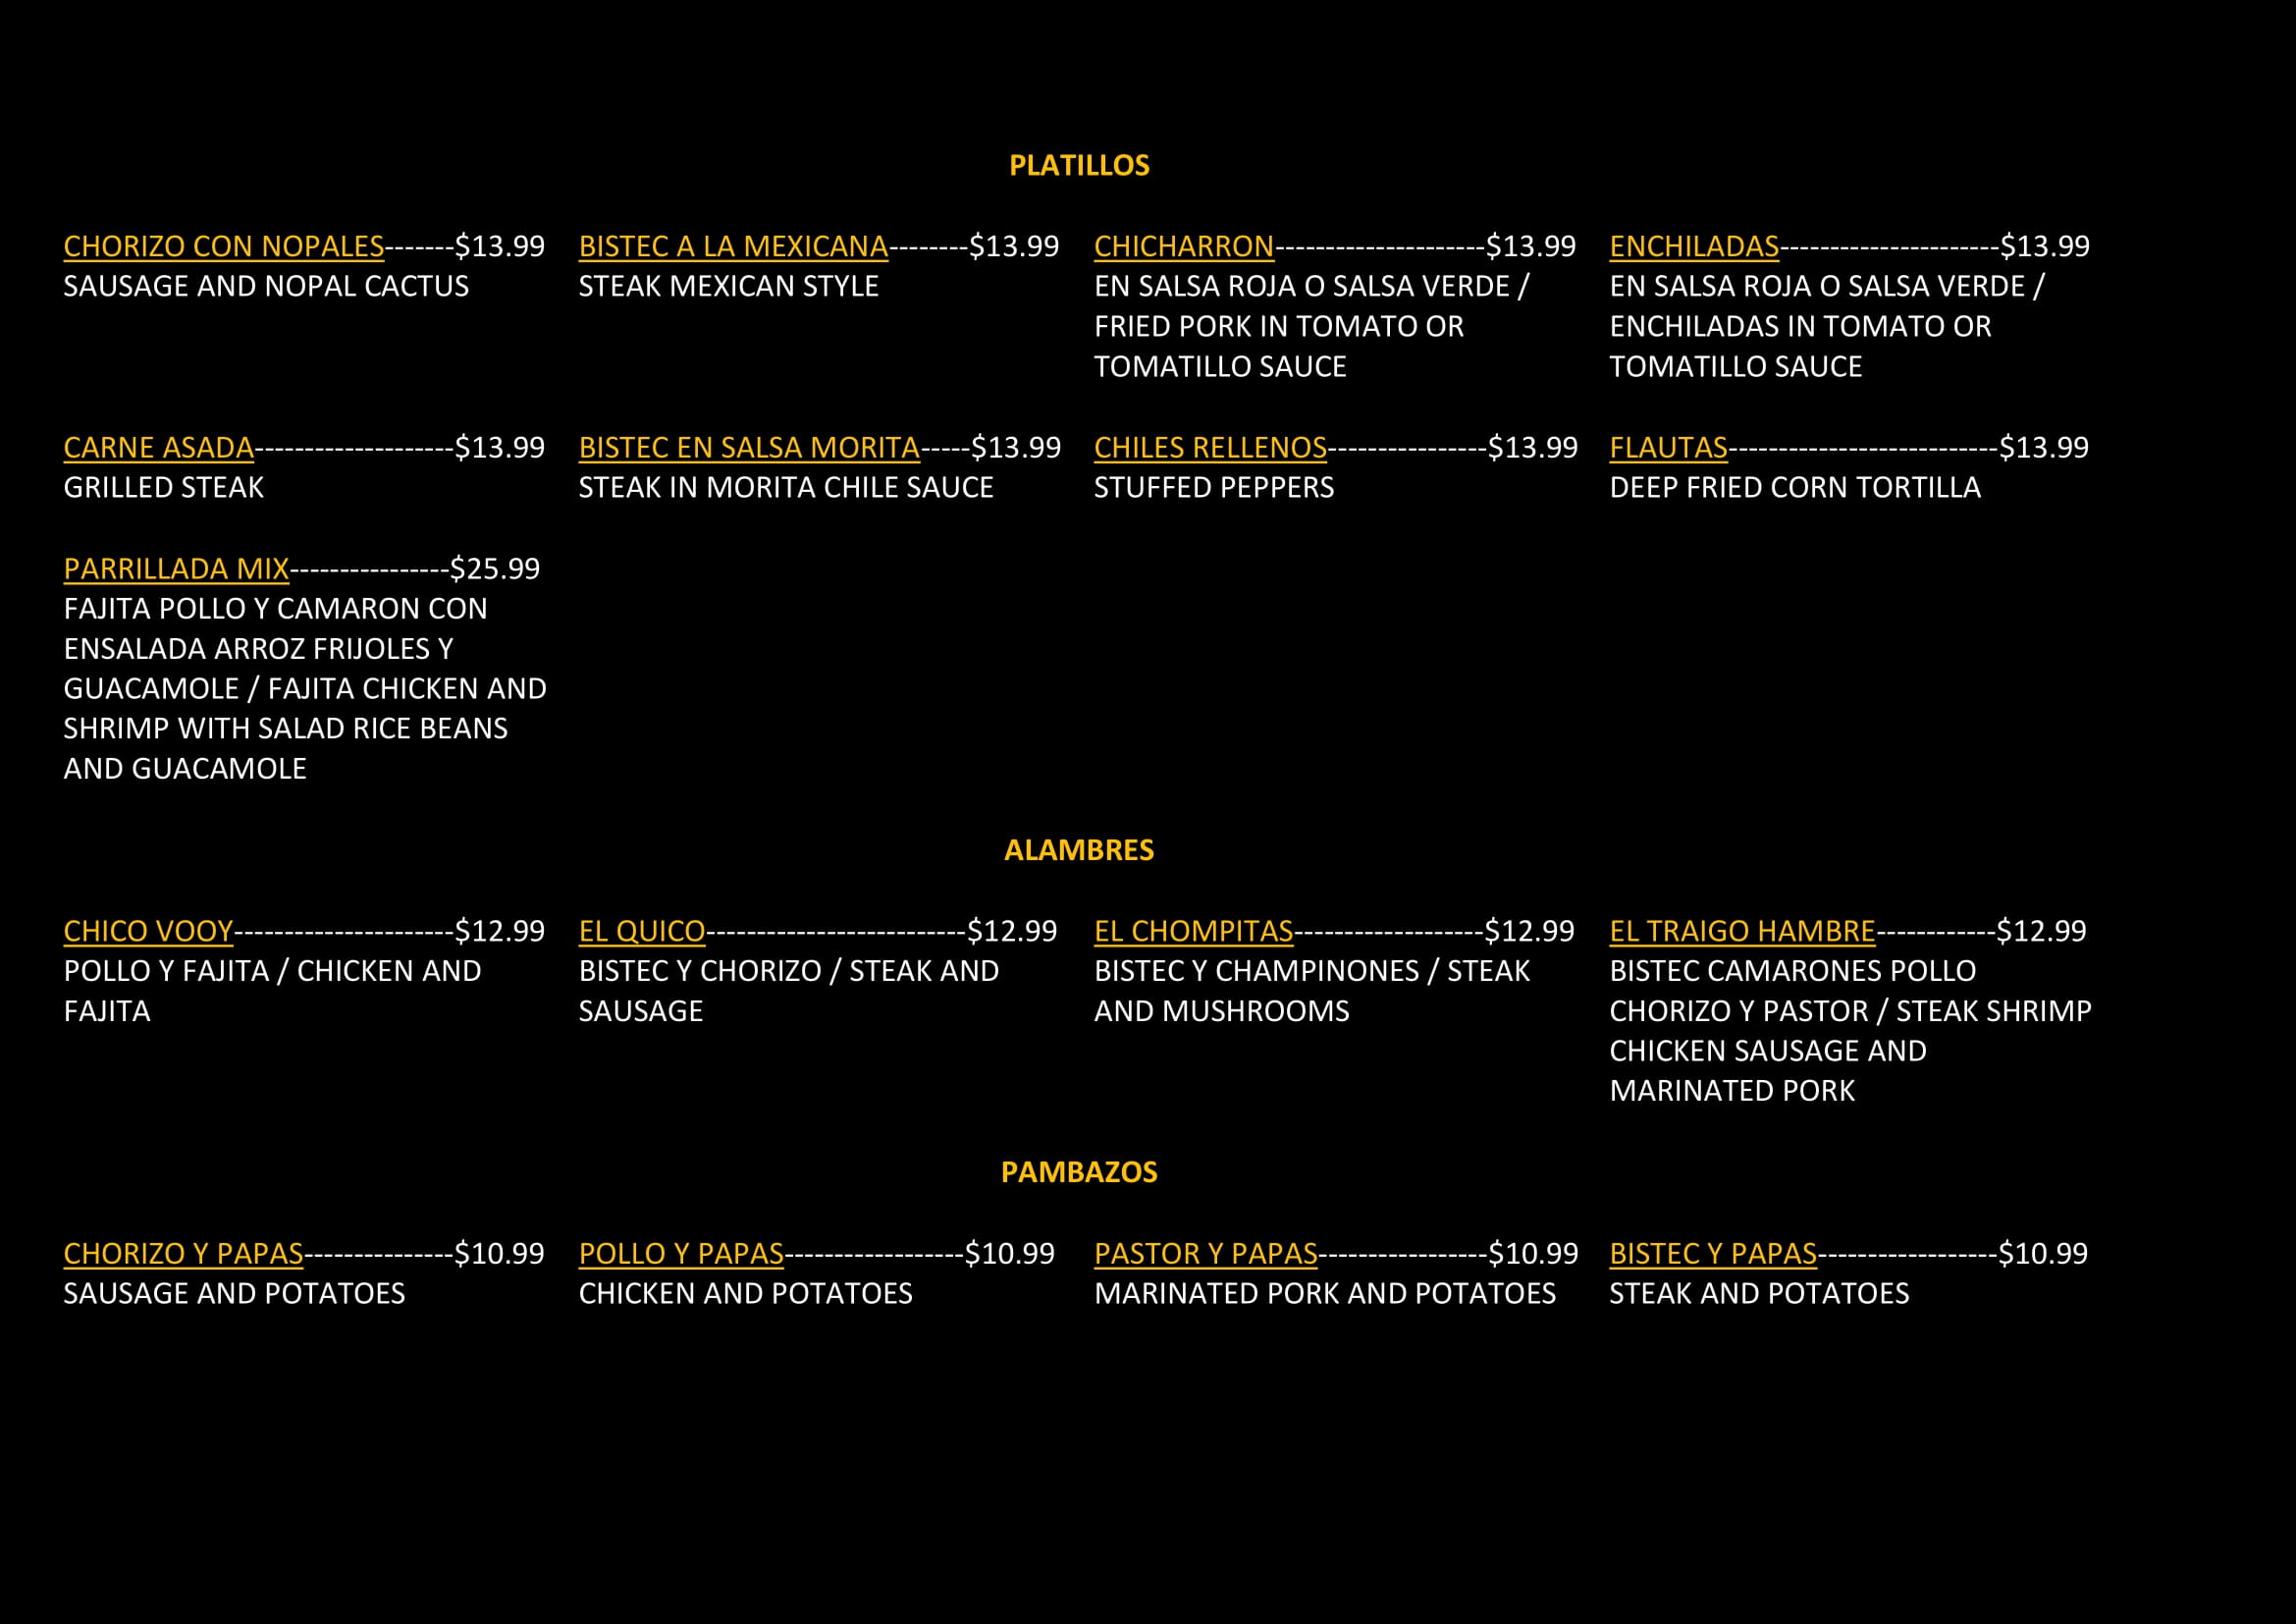 PLATILLOS
CHORIZO CON NOPALES-------$13.99
SAUSAGE AND NOPAL CACTUS
BISTEC A LA MEXICANA--------$13.99
STEAK MEXICAN STYLE
CHICHARRON---------------------$13.99
EN SALSA ROJA O SALSA VERDE /
FRIED PORK IN TOMATO OR
TOMATILLO SAUCE
ENCHILADAS----------------------$13.99
EN SALSA ROJA O SALSA VERDE /
ENCHILADAS IN TOMATO OR
TOMATILLO SAUCE
CARNE ASADA--------------------$13.99
GRILLED STEAK
BISTEC EN SALSA MORITA-----$13.99
STEAK IN MORITA CHILE SAUCE
CHILES RELLENOS----------------$13.99
STUFFED PEPPERS
FLAUTAS---------------------------$13.99
DEEP FRIED CORN TORTILLA
PARRILLADA MIX----------------$25.99
FAJITA POLLO Y CAMARON CON
ENSALADA ARROZ FRIJOLES Y
GUACAMOLE / FAJITA CHICKEN AND
SHRIMP WITH SALAD RICE BEANS
AND GUACAMOLE
ALAMBRES
CHICO VOOY----------------------$12.99
POLLO Y FAJITA / CHICKEN AND
FAJITA
EL QUICO--------------------------$12.99
BISTEC Y CHORIZO / STEAK AND
SAUSAGE
EL CHOMPITAS-------------------$12.99
BISTEC Y CHAMPINONES / STEAK
AND MUSHROOMS
EL TRAIGO HAMBRE------------$12.99
BISTEC CAMARONES POLLO
CHORIZO Y PASTOR / STEAK SHRIMP
CHICKEN SAUSAGE AND
MARINATED PORK
PAMBAZOS
CHORIZO Y PAPAS---------------$10.99
SAUSAGE AND POTATOES
POLLO Y PAPAS------------------$10.99
CHICKEN AND POTATOES
PASTOR Y PAPAS-----------------$10.99
MARINATED PORK AND POTATOES
BISTEC Y PAPAS------------------$10.99
STEAK AND POTATOES